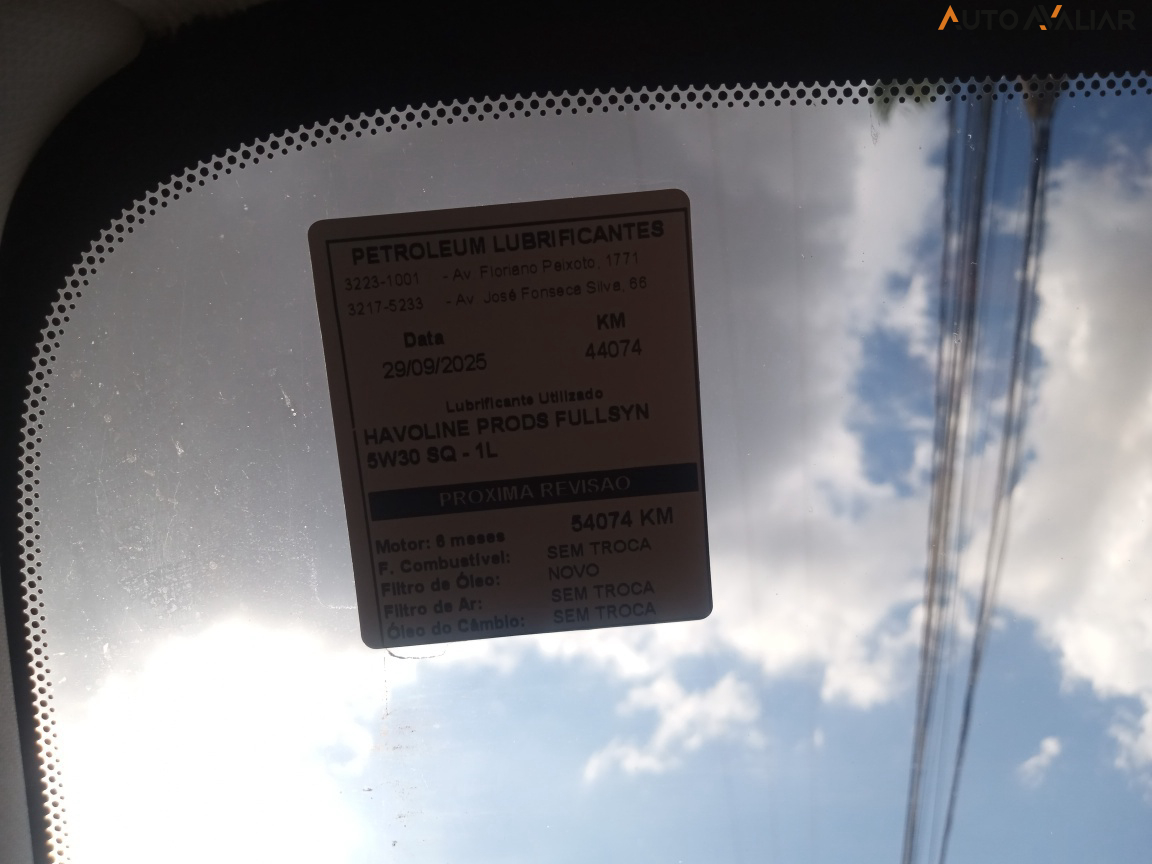 AUTO AVALIAR
PETROLEUM LUBRIFICANTES
3223-1001 - Av. Floriano Peixoto, 1771
3217-5233 - Av. José Fonseca Silva, 66
Data KM
29/09/2025 44074
Lubrificante Utilizado
HAVOLINE PRODS FULLSYN
5W30 SQ - 1L
PROXIMA REVISAO
Motor: 6 meses 54074 KM
F. Combustível: SEM TROCA
Filtro de Óleo: NOVO
Filtro de Ar: SEM TROCA
Óleo do Câmbio: SEM TROCA